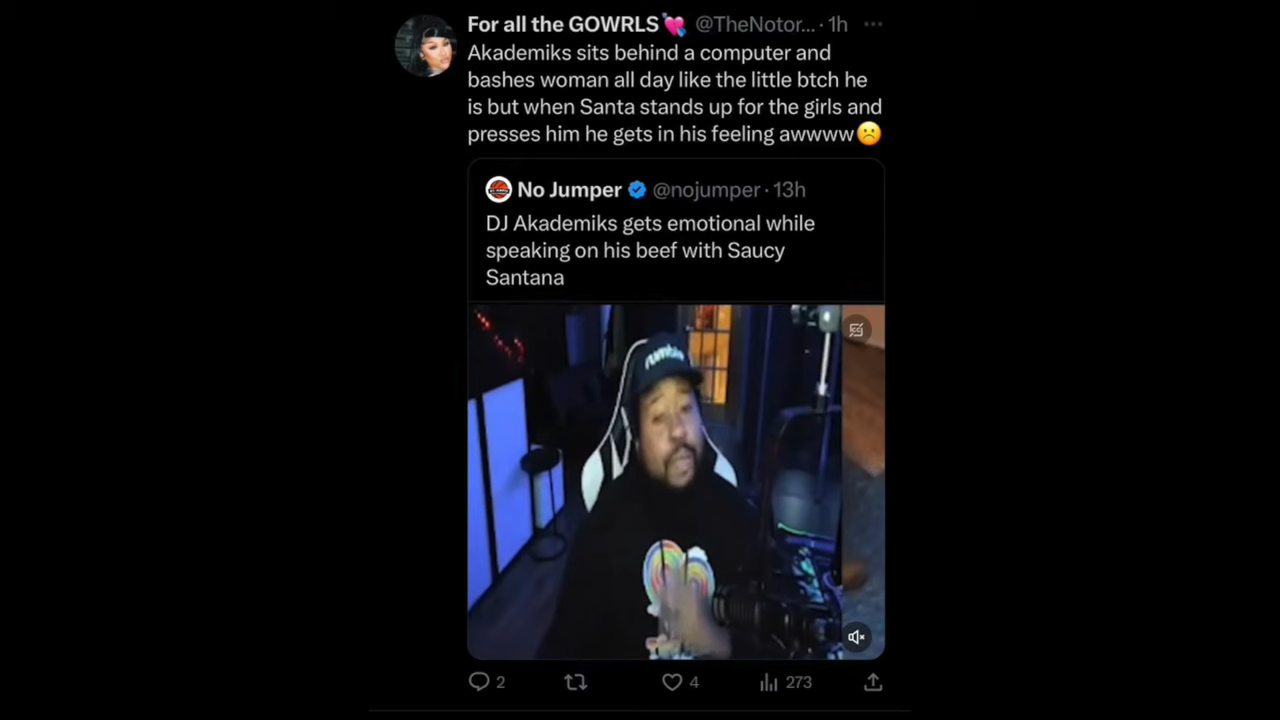 For all the GOWRLS💘 @TheNotor... · 1h
Akademiks sits behind a computer and
bashes woman all day like the little btch he
is but when Santa stands up for the girls and
presses him he gets in his feeling awwww☹️
No Jumper @nojumper · 13h
DJ Akademiks gets emotional while
speaking on his beef with Saucy
Santana
rumble
2 4 273